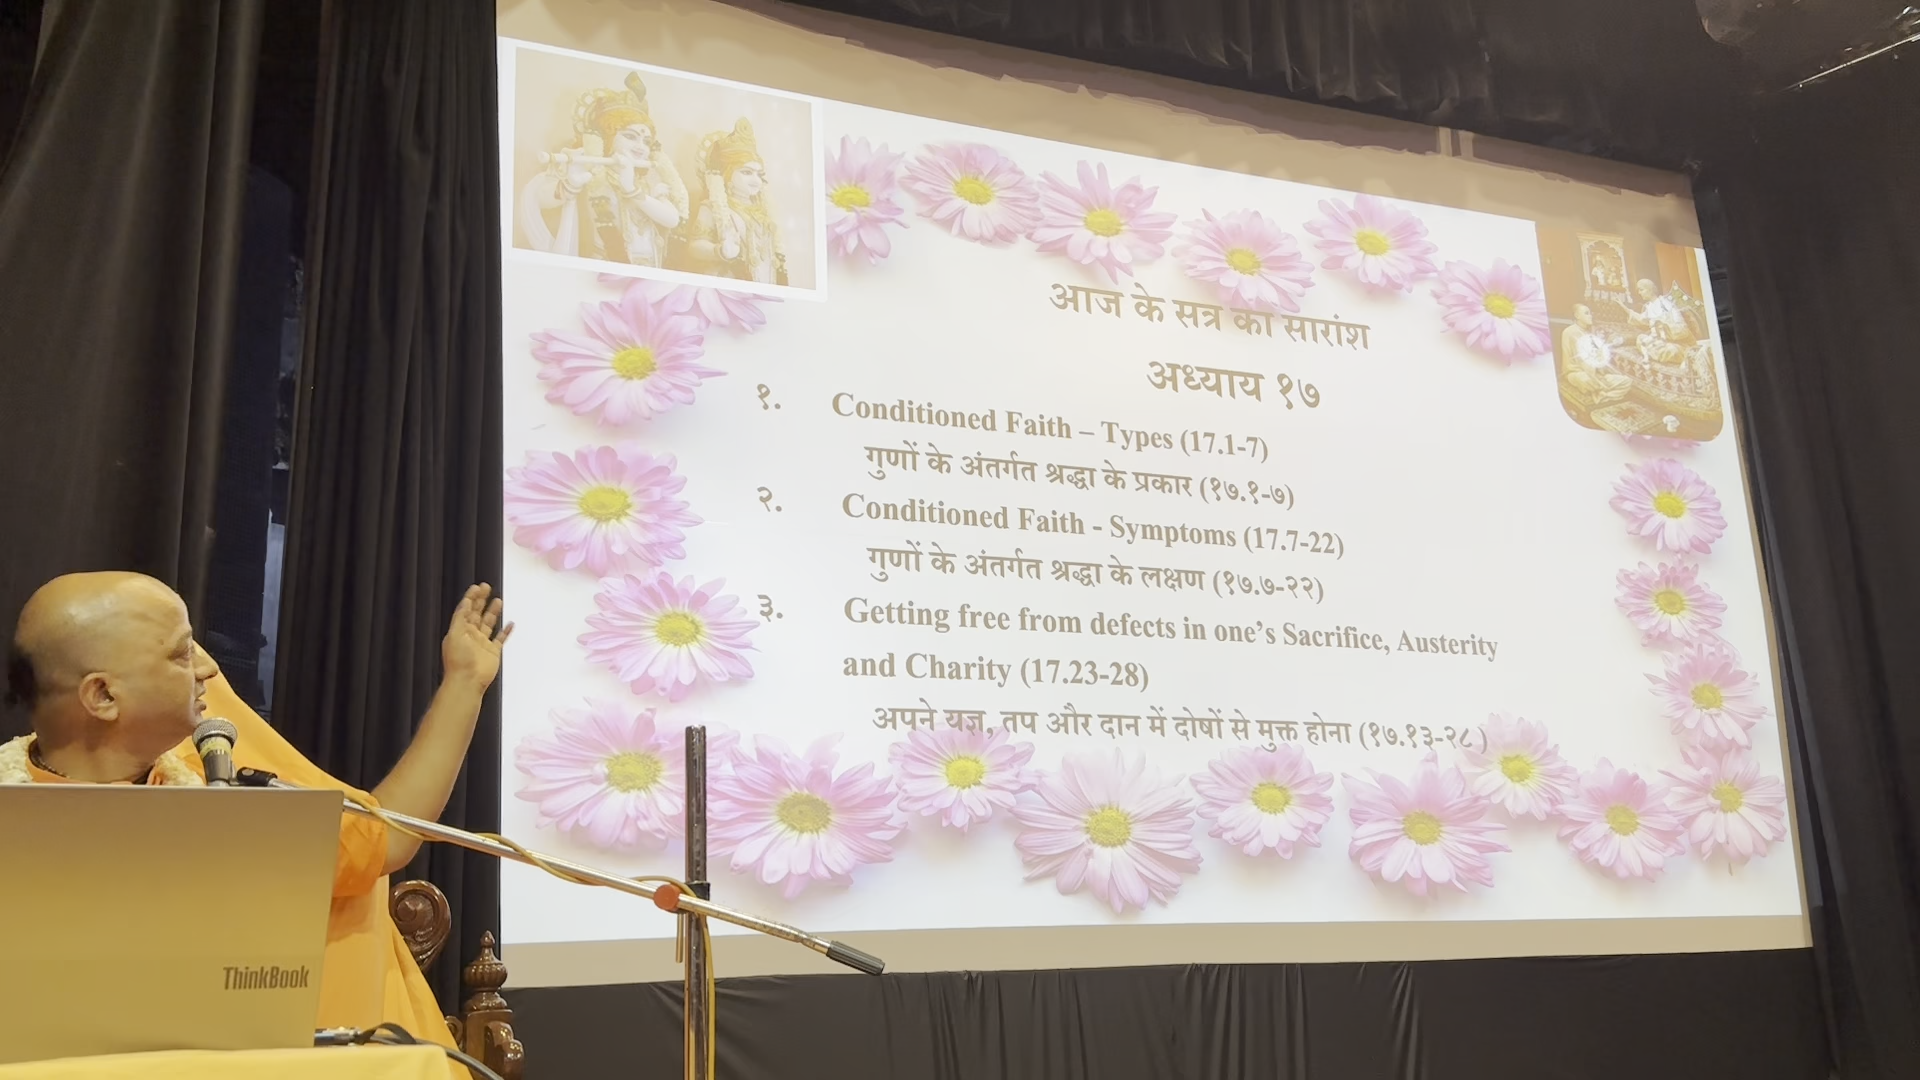 आज के सत्र का सारांश
अध्याय १७
१. Conditioned Faith – Types (17.1-7)
गुणों के अंतर्गत श्रद्धा के प्रकार (१७.१-७)
२. Conditioned Faith - Symptoms (17.7-22)
गुणों के अंतर्गत श्रद्धा के लक्षण (१७.७-२२)
३. Getting free from defects in one’s Sacrifice, Austerity
and Charity (17.23-28)
अपने यज्ञ, तप और दान में दोषों से मुक्त होना (१७.१३-२८)
ThinkBook